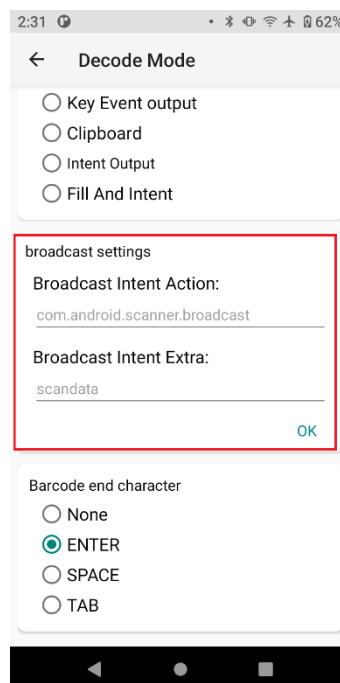 2:31 62%
Decode Mode
Key Event output
Clipboard
Intent Output
Fill And Intent
broadcast settings
Broadcast Intent Action:
com.android.scanner.broadcast
Broadcast Intent Extra:
scandata
OK
Barcode end character
None
ENTER
SPACE
TAB